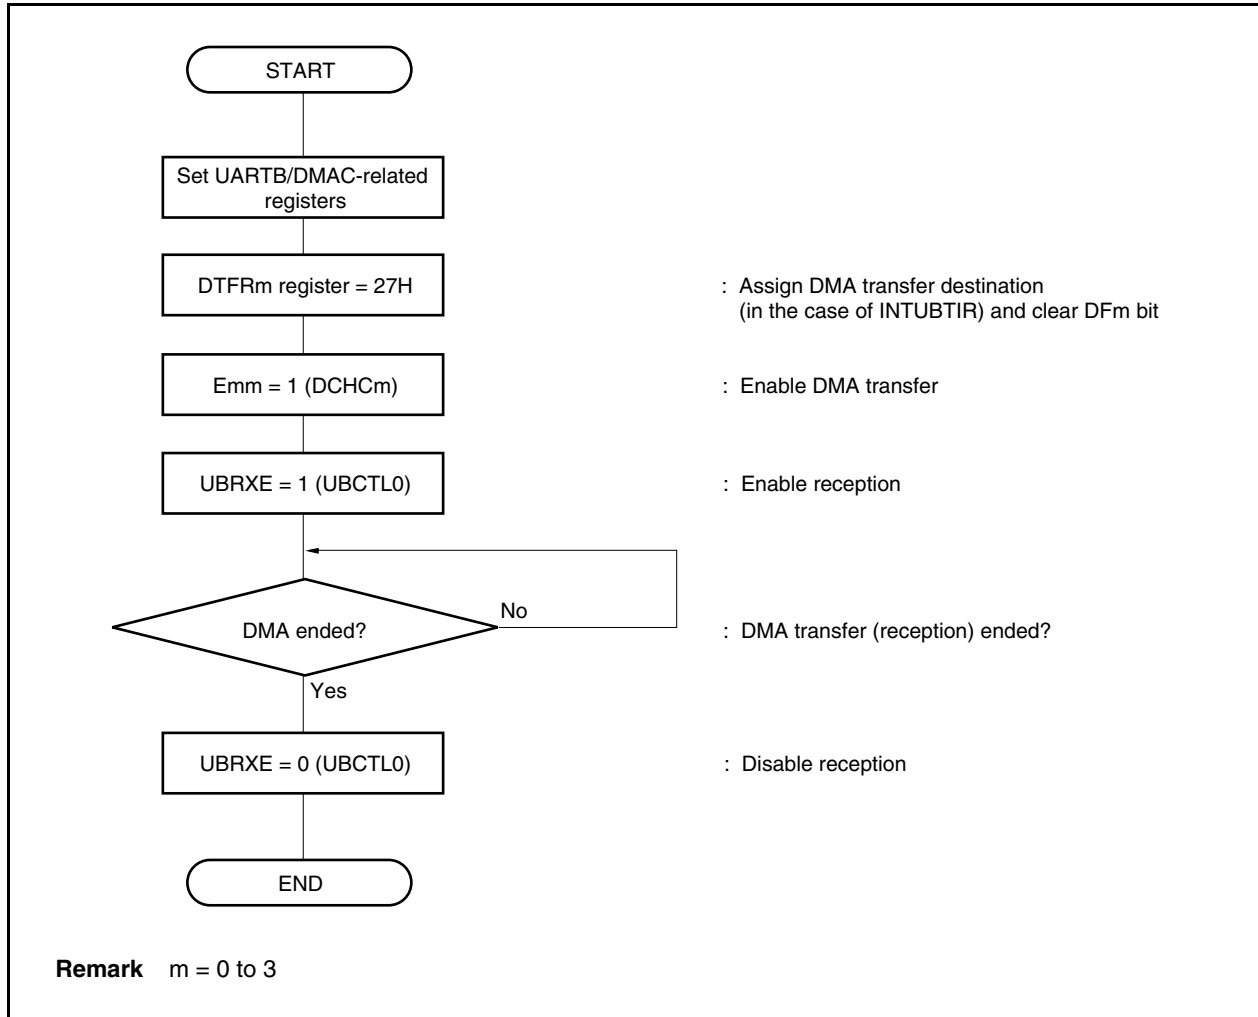 START
Set UARTB/DMAC-related
registers
DTFRm register = 27H
: Assign DMA transfer destination
(in the case of INTUBTIR) and clear DFm bit
Emm = 1 (DCHCm)
: Enable DMA transfer
UBRXE = 1 (UBCTL0)
: Enable reception
DMA ended?
No
: DMA transfer (reception) ended?
Yes
UBRXE = 0 (UBCTL0)
: Disable reception
END
Remark m = 0 to 3